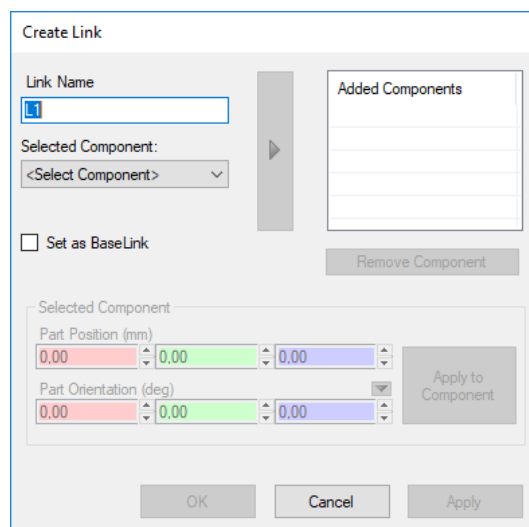 Create Link
Link Name
L1
Selected Component:
<Select Component>
Set as BaseLink
Added Components
Remove Component
Selected Component
Part Position (mm)
0,00 0,00 0,00
Part Orientation (deg)
0,00 0,00 0,00
Apply to
Component
OK Cancel Apply